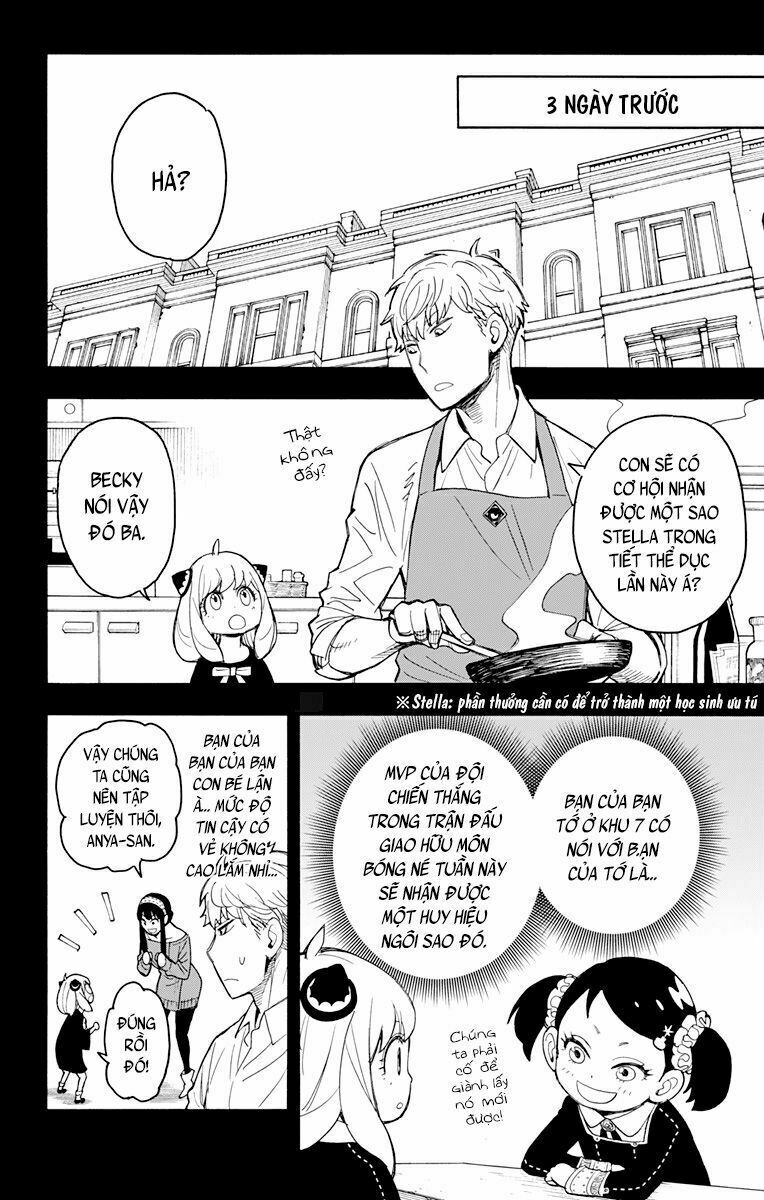 3 NGÀY TRƯỚC
HẢ?
CON SẼ CÓ
CƠ HỘI NHẬN
ĐƯỢC MỘT SAO
STELLA TRONG
TIẾT THỂ DỤC
LẦN NÀY Á?
Thật
không
đấy?
BECKY
NÓI VẬY
ĐÓ BA.
※Stella: phần thưởng cần có để trở thành một học sinh ưu tú
BẠN CỦA BẠN
TỚ Ở KHU 7 CÓ
NÓI VỚI BẠN
CỦA TỚ LÀ...
MVP CỦA ĐỘI
CHIẾN THẮNG
TRONG TRẬN ĐẤU
GIAO HỮU MÔN
BÓNG NÉ TUẦN NÀY
SẼ NHẬN ĐƯỢC
MỘT HUY HIỆU
NGÔI SAO ĐÓ.
Chúng
ta phải
cố để
giành lấy
nó mới
được!
BẠN CỦA
BẠN CỦA BẠN
CON BÉ LẬN
À... MỨC ĐỘ
TIN CẬY CÓ
VẺ KHÔNG
CAO LẮM NHỈ...
VẬY CHÚNG
TA CŨNG
NÊN TẬP
LUYỆN THÔI,
ANYA-SAN.
ĐÚNG
RỒI
ĐÓ!